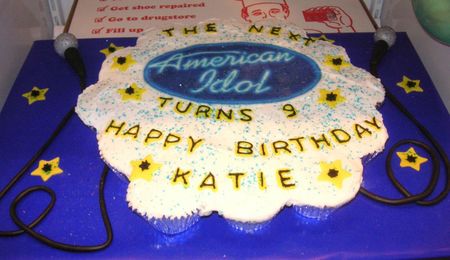 Get shoe repaired
Go to drugstore
Fill up
THE NEXT
American
Idol
TURNS 9
HAPPY BIRTHDAY
KATIE